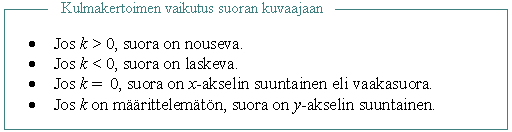 Kulmakertoimen vaikutus suoran kuvaajaan
• Jos k > 0, suora on nouseva.
• Jos k < 0, suora on laskeva.
• Jos k = 0, suora on x-akselin suuntainen eli vaakasuora.
• Jos k on määrittelemätön, suora on y-akselin suuntainen.